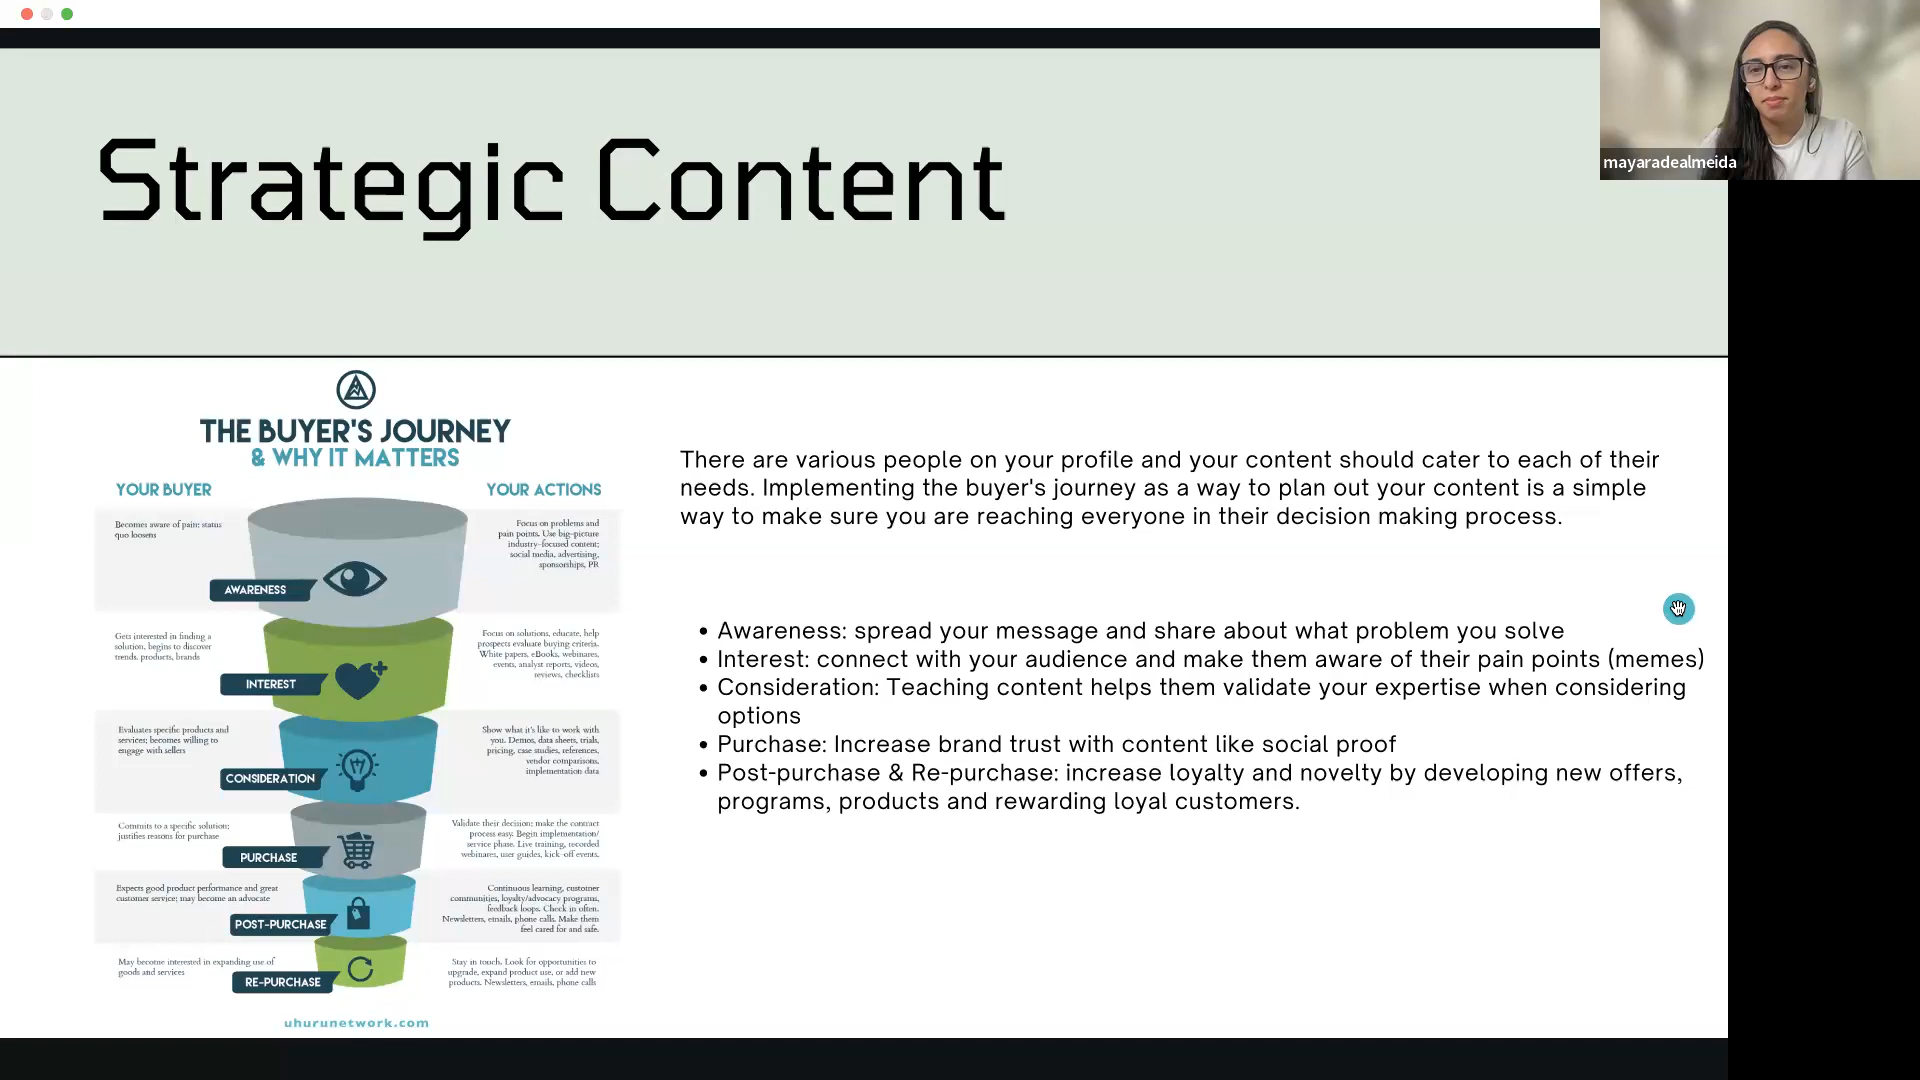 mayaradealmeida
Strategic Content
THE BUYER'S JOURNEY
& WHY IT MATTERS
YOUR BUYER
YOUR ACTIONS
Becomes aware of pain; status
quo loosens
Focus on problems and
pain points. Use big-picture
industry-focused content;
social media, advertising,
sponsorships, PR
AWARENESS
Gets interested in finding a
solution, begins to discover
trends, products, brands
Focus on solutions, educate, help
prospects evaluate buying criteria.
White papers, eBooks, webinares,
events, analyst reports, videos,
reviews, checklists
INTEREST
Evaluates specific products and
services; becomes willing to
engage with sellers
Show what it's like to work with
you. Demos, data sheets, trials,
pricing, case studies, references,
vendor comparisons,
implementation data
CONSIDERATION
Commits to a specific solution;
justifies reasons for purchase
Validate their decision; make the contract
process easy. Begin implementation/
service phase. Live training, recorded
webinares, user guides, kick-off events.
PURCHASE
Expects good product performance and great
customer service; may become an advocate
Continuous learning, customer
communities, loyalty/advocacy programs,
feedback loops. Check in often.
Newsletters, emails, phone calls. Make them
feel cared for and safe.
POST-PURCHASE
May become interested in expanding use of
goods and services
Stay in touch. Look for opportunities to
upgrade, expand product use, or add new
products. Newsletters, emails, phone calls
RE-PURCHASE
uhurunetwork.com
There are various people on your profile and your content should cater to each of their
needs. Implementing the buyer's journey as a way to plan out your content is a simple
way to make sure you are reaching everyone in their decision making process.
• Awareness: spread your message and share about what problem you solve
• Interest: connect with your audience and make them aware of their pain points (memes)
• Consideration: Teaching content helps them validate your expertise when considering
options
• Purchase: Increase brand trust with content like social proof
• Post-purchase & Re-purchase: increase loyalty and novelty by developing new offers,
programs, products and rewarding loyal customers.